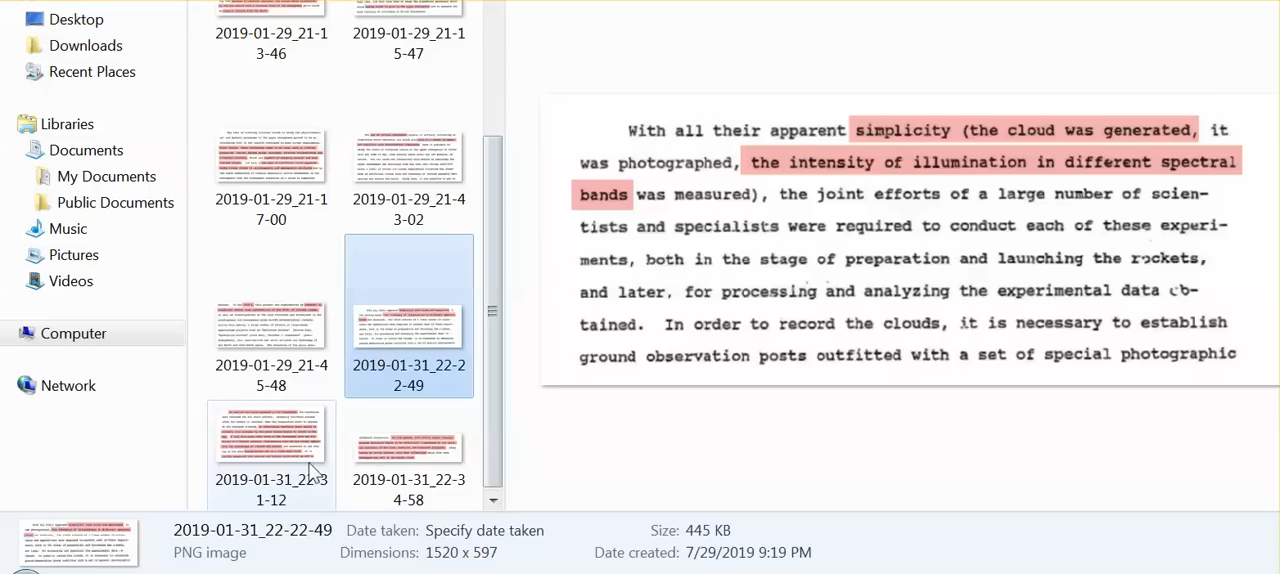 Desktop
Downloads
Recent Places
Libraries
Documents
My Documents
Public Documents
Music
Pictures
Videos
Computer
Network
2019-01-29_21-1
3-46
2019-01-29_21-1
5-47
2019-01-29_21-1
7-00
2019-01-29_21-4
3-02
2019-01-29_21-4
5-48
2019-01-31_22-2
2-49
2019-01-31_22-3
1-12
2019-01-31_22-3
4-58
With all their apparent simplicity (the cloud was generated, it
was photographed, the intensity of illumination in different spectral
bands was measured), the joint efforts of a large number of scien-
tists and specialists were required to conduct each of these experi-
ments, both in the stage of preparation and launching the rockets,
and later, for processing and analyzing the experimental data ob-
tained. In order to record the clouds, it is necessary to establish
ground observation posts outfitted with a set of special photographic
2019-01-31_22-22-49 Date taken: Specify date taken Size: 445 KB
PNG image Dimensions: 1520 x 597 Date created: 7/29/2019 9:19 PM